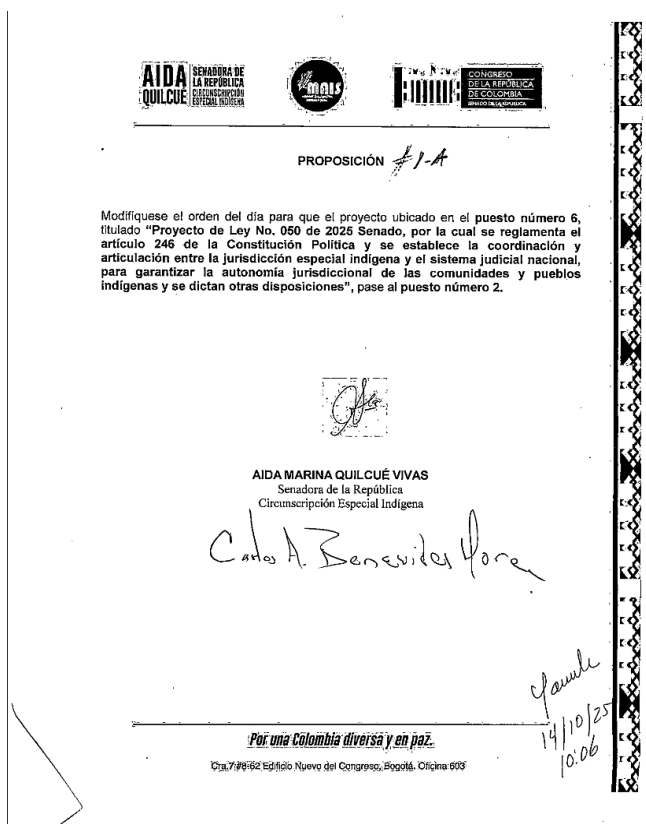 AIDA QUILCUÉ
SENADORA DE LA REPÚBLICA
CIRCUNSCRIPCIÓN ESPECIAL INDÍGENA
MAIS
CONGRESO
DE LA REPÚBLICA
DE COLOMBIA
SENADO DE LA REPÚBLICA
PROPOSICIÓN #1-A
Modifíquese el orden del día para que el proyecto ubicado en el puesto número 6,
titulado “Proyecto de Ley No. 050 de 2025 Senado, por la cual se reglamenta el
artículo 246 de la Constitución Política y se establece la coordinación y
articulación entre la jurisdicción especial indígena y el sistema judicial nacional,
para garantizar la autonomía jurisdiccional de las comunidades y pueblos
indígenas y se dictan otras disposiciones”, pase al puesto número 2.
AIDA MARINA QUILCUÉ VIVAS
Senadora de la República
Circunscripción Especial Indígena
Carlos A. Benavides Mora
14/10/25
10:06
Por una Colombia diversa y en paz.
Cra 7 #8-62 Edificio Nuevo del Congreso, Bogotá, Oficina 603